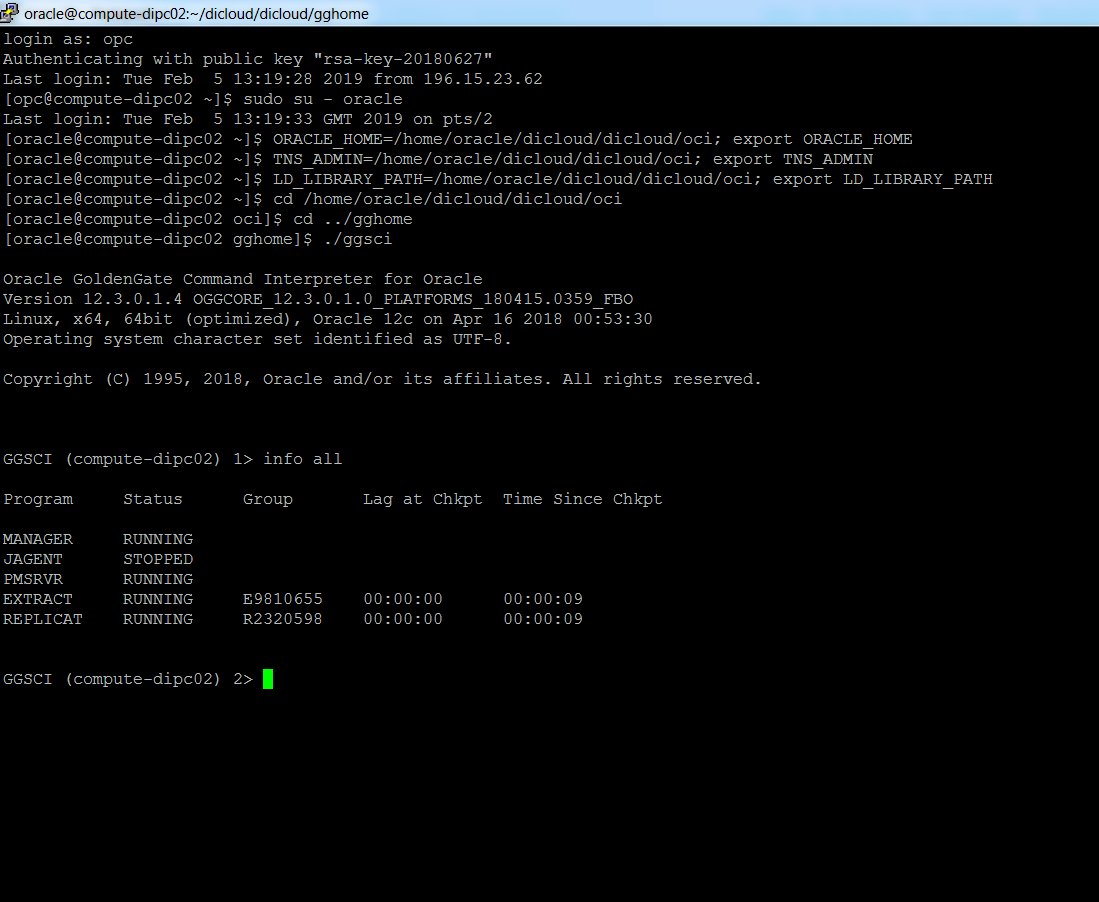 oracle@compute-dipc02:~/dicloud/dicloud/gghome
login as: opc
Authenticating with public key "rsa-key-20180627"
Last login: Tue Feb  5 13:19:28 2019 from 196.15.23.62
[opc@compute-dipc02 ~]$ sudo su - oracle
Last login: Tue Feb  5 13:19:33 GMT 2019 on pts/2
[oracle@compute-dipc02 ~]$ ORACLE_HOME=/home/oracle/dicloud/dicloud/oci; export ORACLE_HOME
[oracle@compute-dipc02 ~]$ TNS_ADMIN=/home/oracle/dicloud/dicloud/oci; export TNS_ADMIN
[oracle@compute-dipc02 ~]$ LD_LIBRARY_PATH=/home/oracle/dicloud/dicloud/oci; export LD_LIBRARY_PATH
[oracle@compute-dipc02 ~]$ cd /home/oracle/dicloud/dicloud/oci
[oracle@compute-dipc02 oci]$ cd ../gghome
[oracle@compute-dipc02 gghome]$ ./ggsci
Oracle GoldenGate Command Interpreter for Oracle
Version 12.3.0.1.4 OGGCORE_12.3.0.1.0_PLATFORMS_180415.0359_FBO
Linux, x64, 64bit (optimized), Oracle 12c on Apr 16 2018 00:53:30
Operating system character set identified as UTF-8.
Copyright (C) 1995, 2018, Oracle and/or its affiliates. All rights reserved.
GGSCI (compute-dipc02) 1> info all
Program     Status      Group       Lag at Chkpt  Time Since Chkpt
MANAGER     RUNNING
JAGENT      STOPPED
PMSRVR      RUNNING
EXTRACT     RUNNING     E9810655    00:00:00      00:00:09
REPLICAT    RUNNING     R2320598    00:00:00      00:00:09
GGSCI (compute-dipc02) 2>